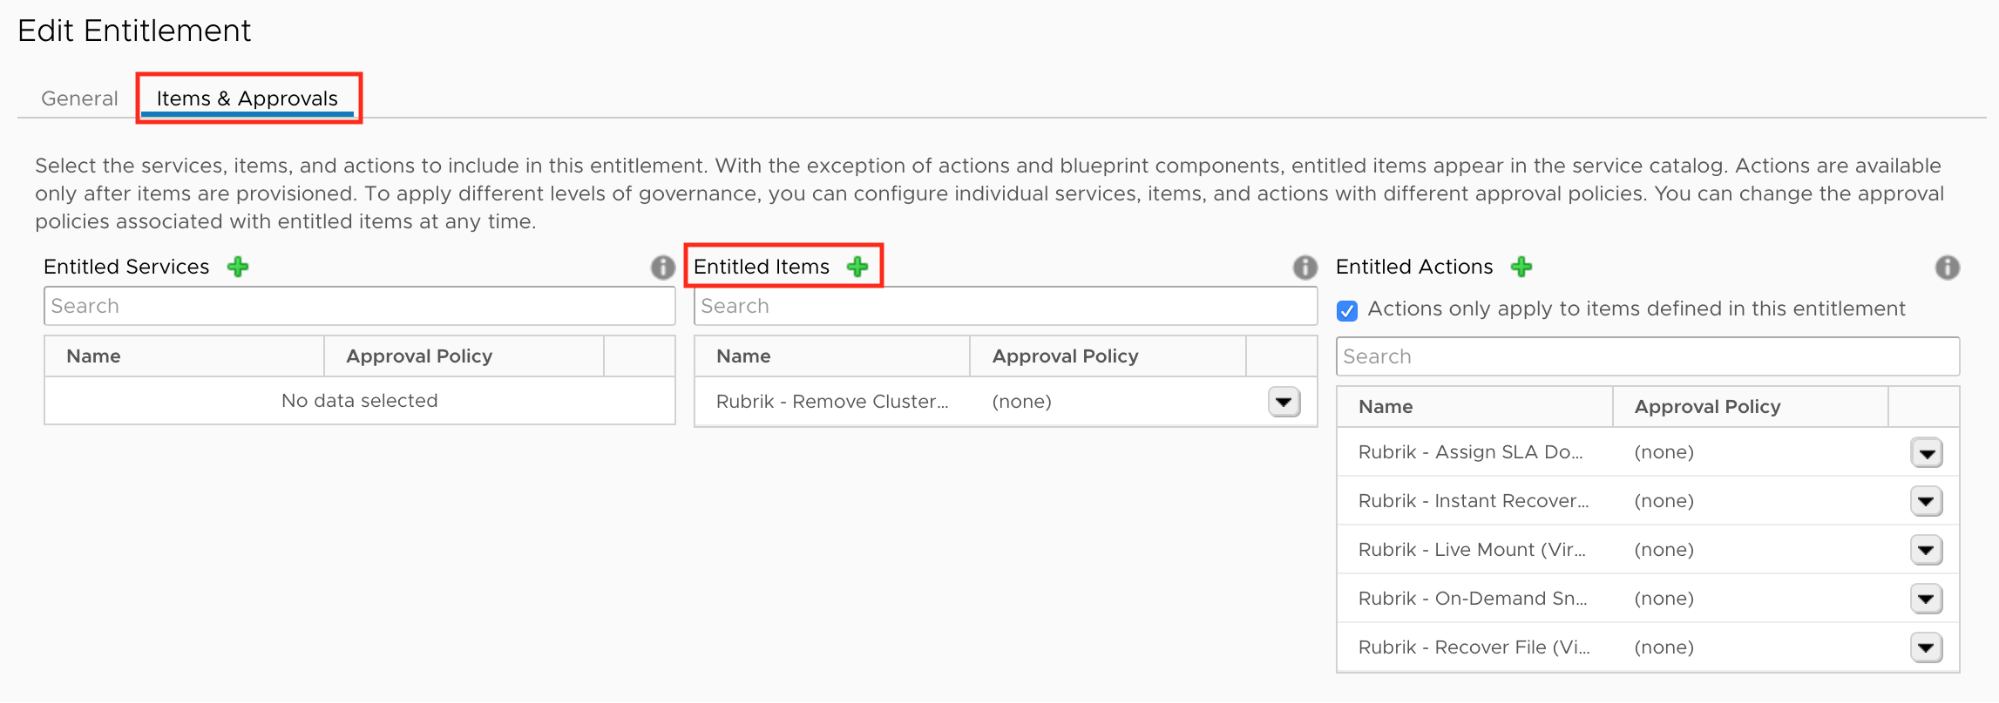 Edit Entitlement
General
Items & Approvals
Select the services, items, and actions to include in this entitlement. With the exception of actions and blueprint components, entitled items appear in the service catalog. Actions are available
only after items are provisioned. To apply different levels of governance, you can configure individual services, items, and actions with different approval policies. You can change the approval
policies associated with entitled items at any time.
Entitled Services
Search
Name Approval Policy
No data selected
Entitled Items
Search
Name Approval Policy
Rubrik - Remove Cluster... (none)
Entitled Actions
Actions only apply to items defined in this entitlement
Search
Name Approval Policy
Rubrik - Assign SLA Do... (none)
Rubrik - Instant Recover... (none)
Rubrik - Live Mount (Vir... (none)
Rubrik - On-Demand Sn... (none)
Rubrik - Recover File (Vi... (none)